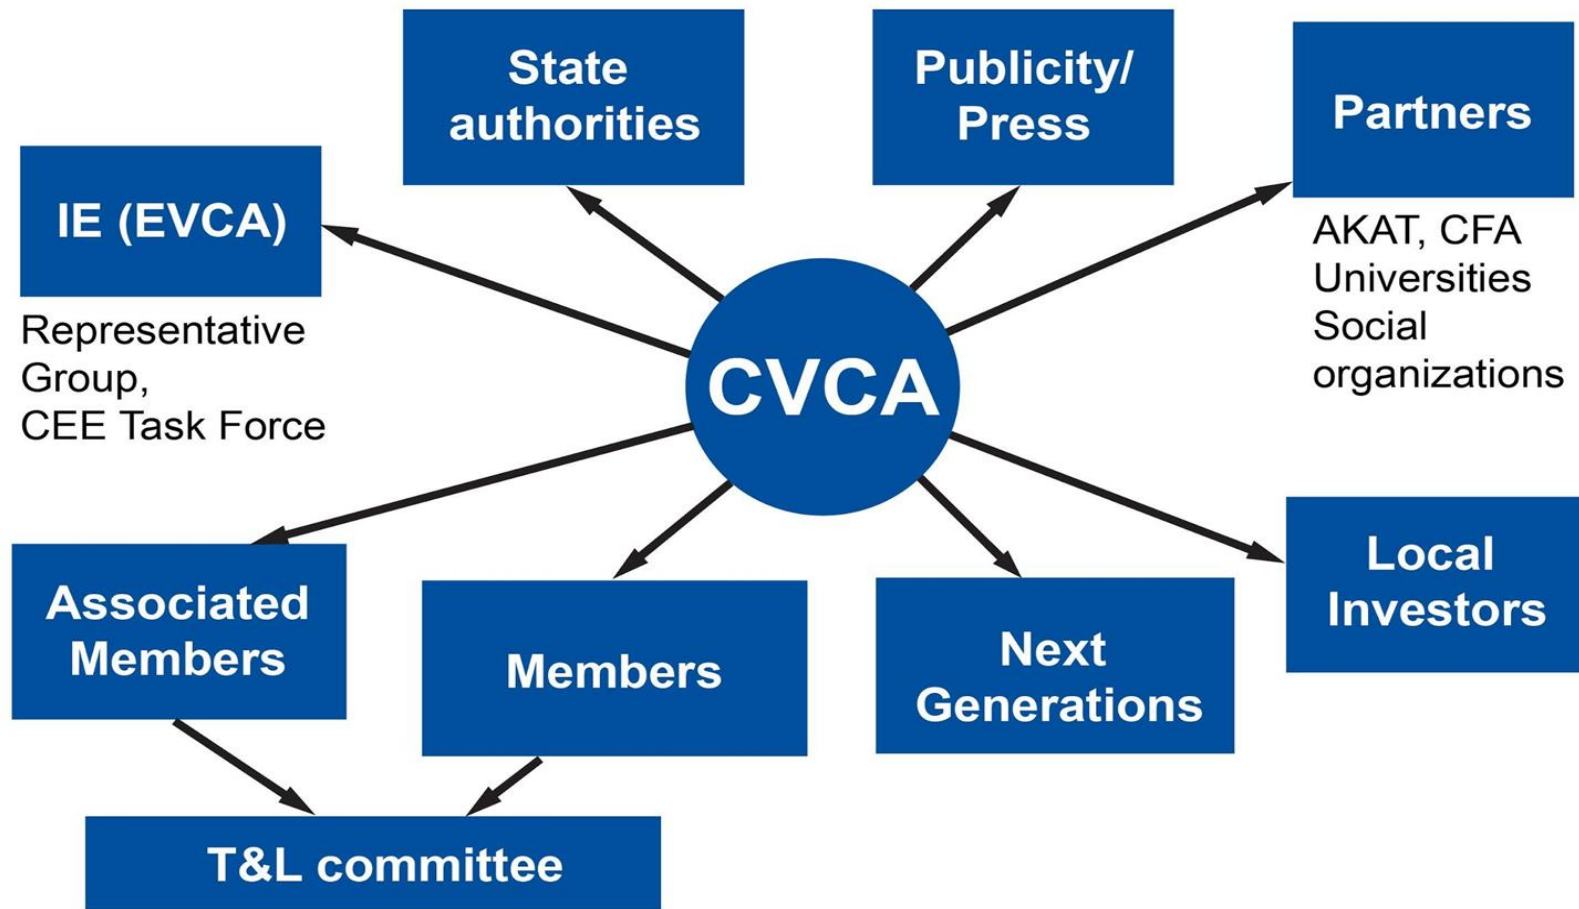 State
authorities
Publicity/
Press
Partners
IE (EVCA)
AKAT, CFA
Universities
Social
organizations
Representative
Group,
CEE Task Force
CVCA
Associated
Members
Members
Next
Generations
Local
Investors
T&L committee